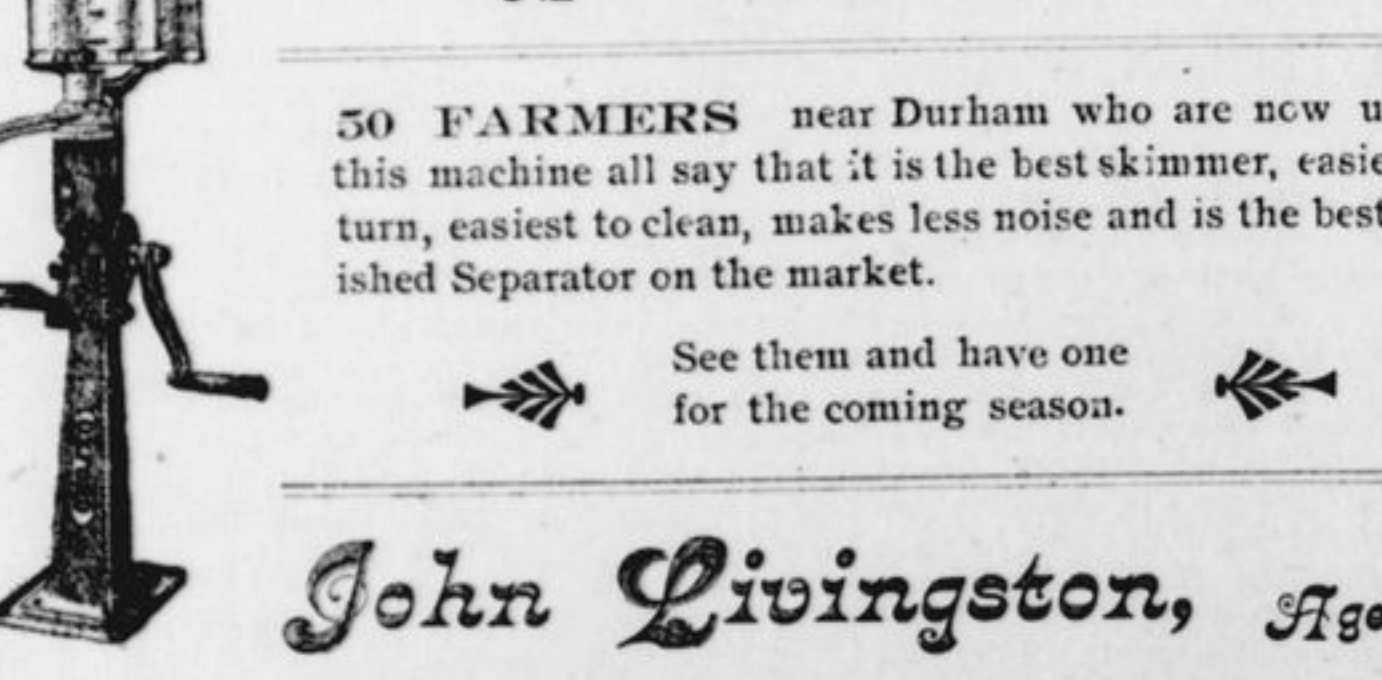 50 FARMERS near Durham who are now u
this machine all say that it is the best skimmer, easie
turn, easiest to clean, makes less noise and is the best
ished Separator on the market.
See them and have one
for the coming season.
John Livingston, Age